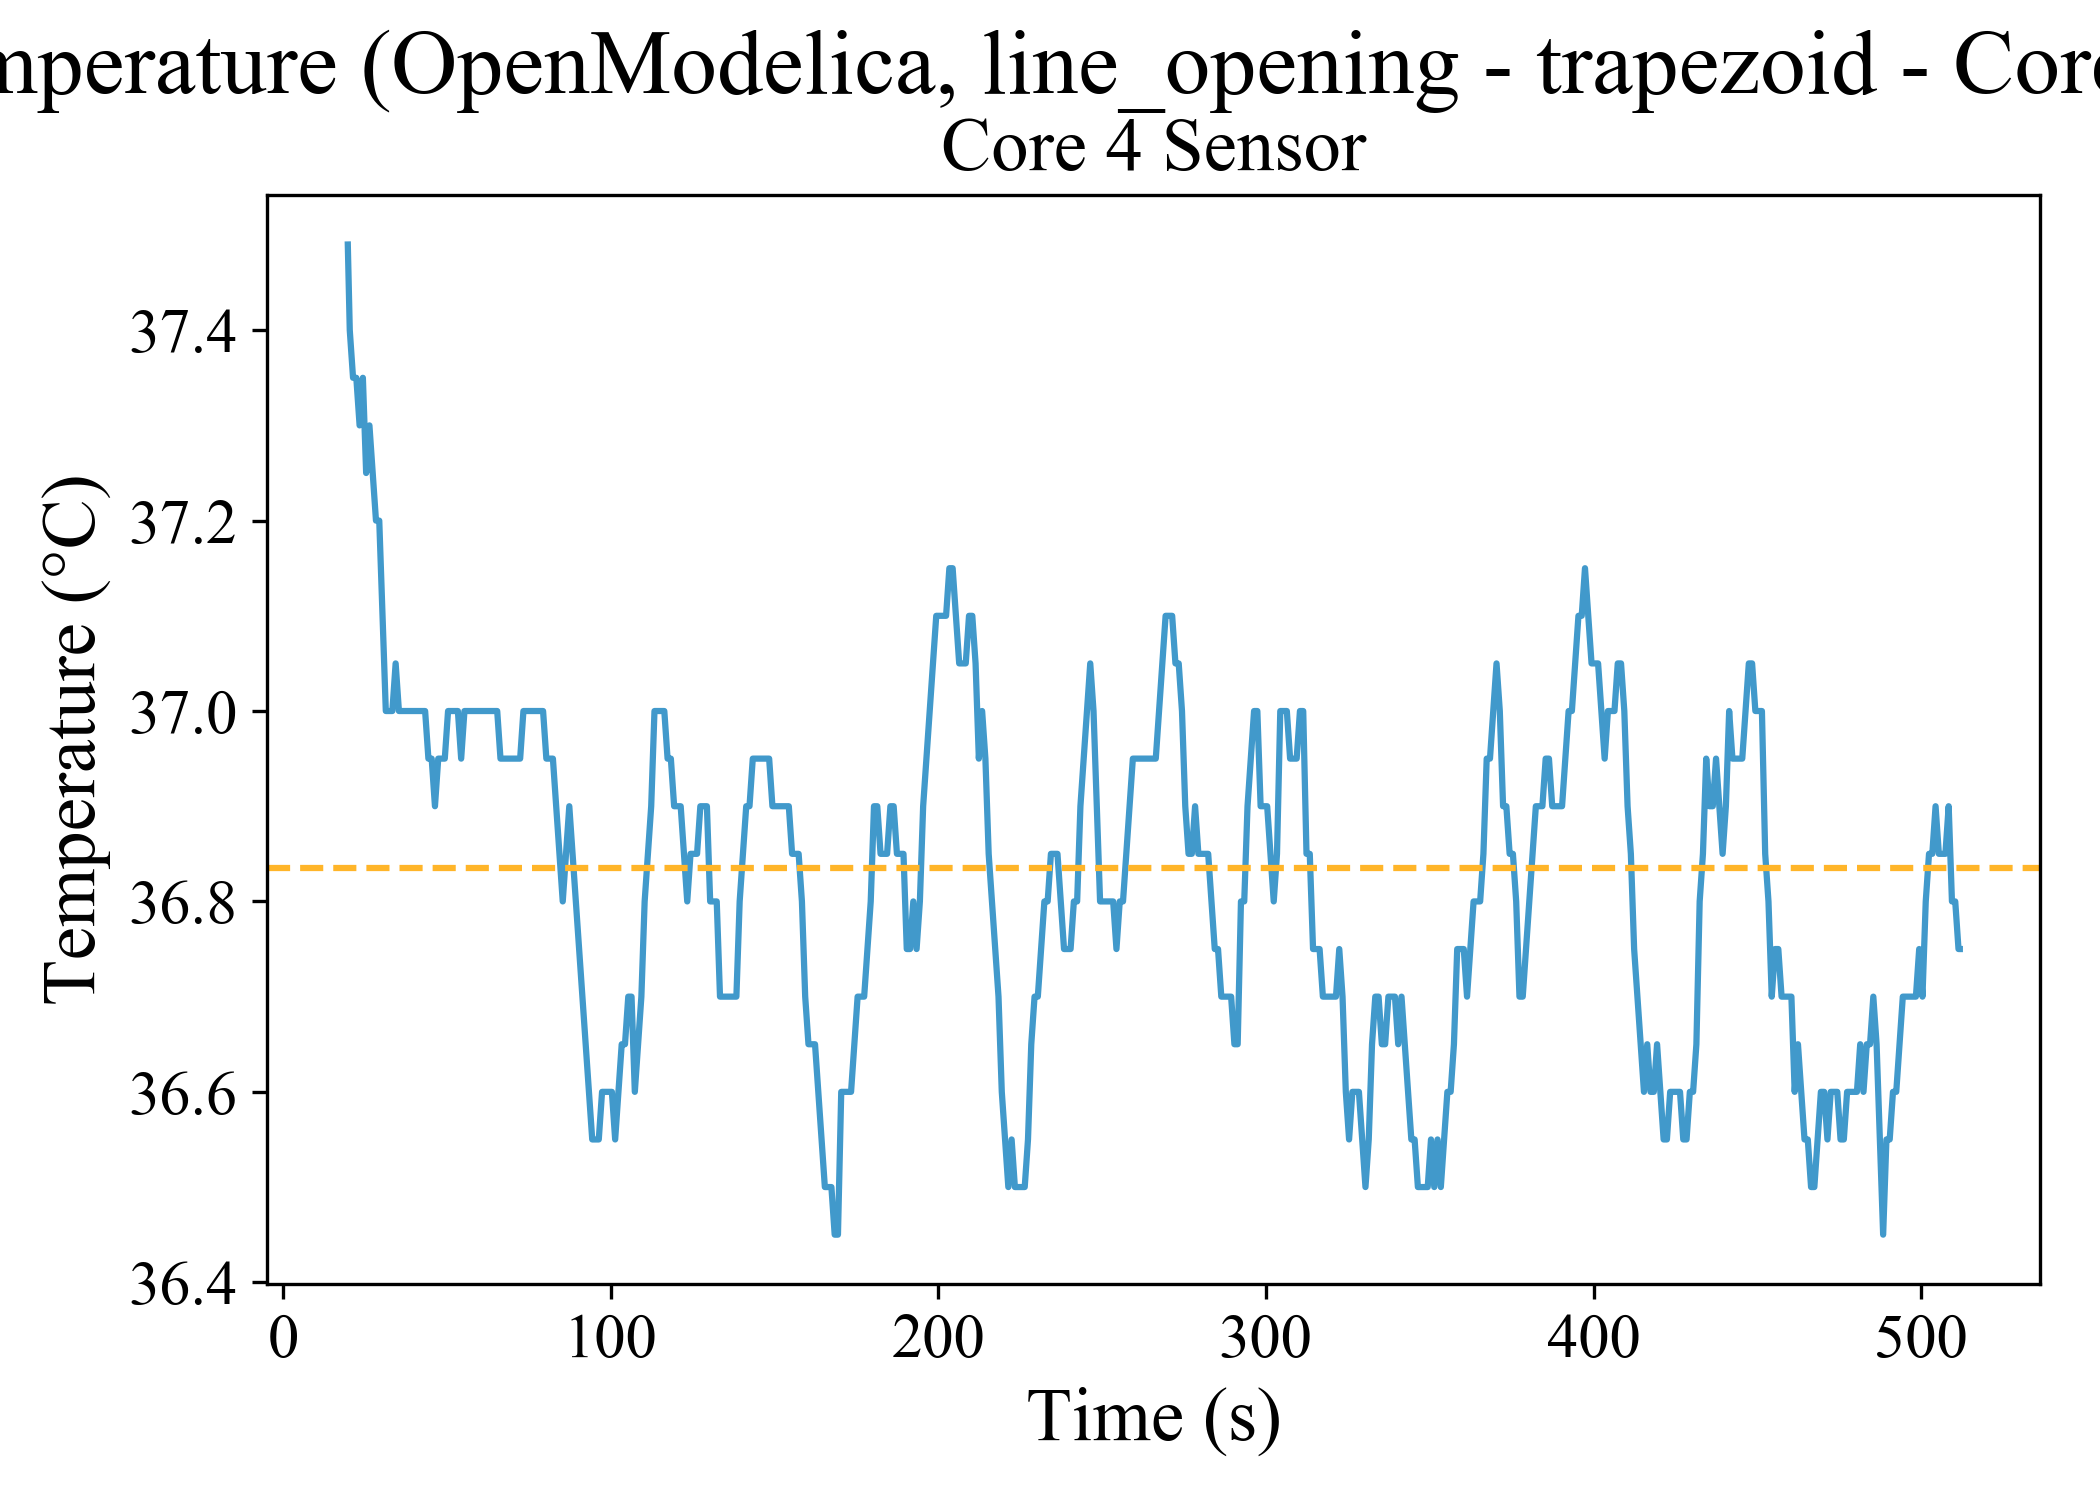 mperature (OpenModelica, line_opening - trapezoid - Core
Core 4 Sensor
Temperature (°C)
37.4
37.2
37.0
36.8
36.6
36.4
0 100 200 300 400 500
Time (s)